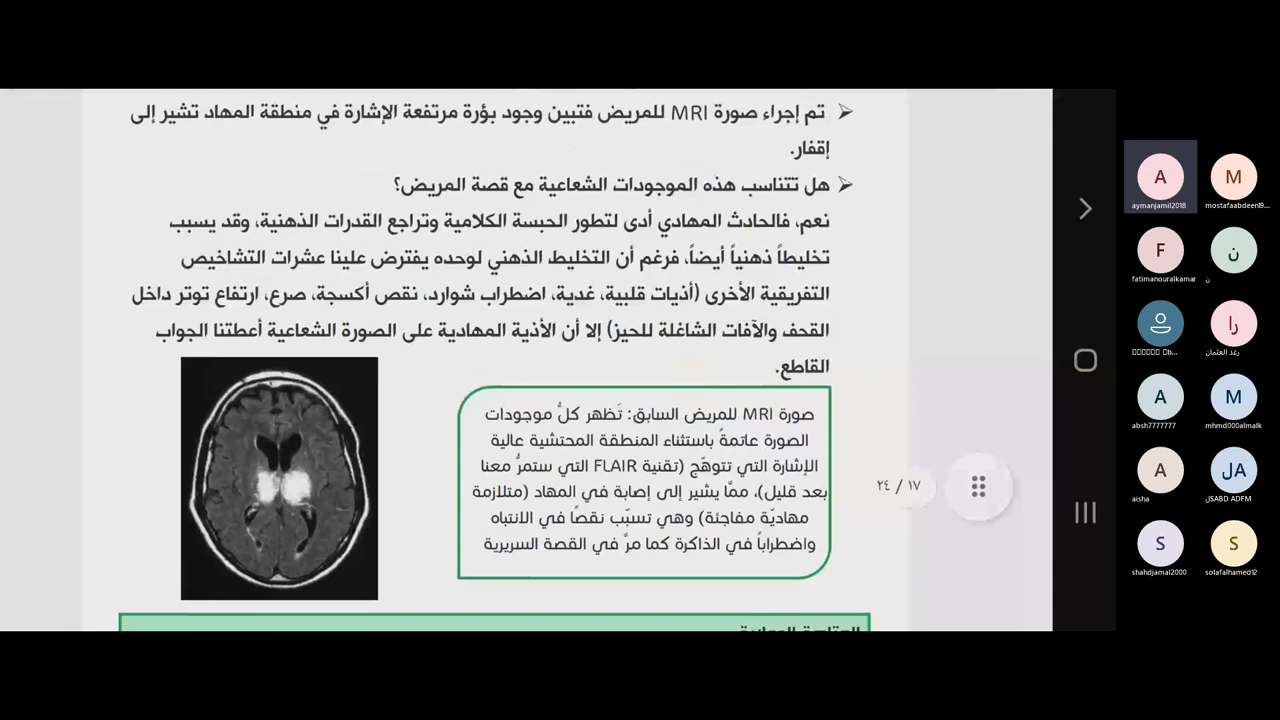 تم إجراء صورة MRI للمريض فتبين وجود بؤرة مرتفعة الإشارة في منطقة المهاد تشير إلى
إقفار.
هل تتناسب هذه الموجودات الشعاعية مع قصة المريض؟
نعم، فالحادث المهادي أدى لتطور الحبسة الكلامية وتراجع القدرات الذهنية، وقد يسبب
تخليطاً ذهنياً أيضاً، فرغم أن التخليط الذهني لوحده يفترض علينا عشرات التشاخيص
التفريقية الأخرى (أذيات قلبية، غدية، اضطراب شوارد، نقص أكسجة، صرع، ارتفاع توتر داخل
القحف والآفات الشاغلة للحيز) إلا أن الأذية المهادية على الصورة الشعاعية أعطتنا الجواب
القاطع.
صورة MRI للمريض السابق: تَظهر كلُّ موجودات
الصورة عاتمةً باستثناء المنطقة المحتشية عالية
الإشارة التي تتوهّج (تقنية FLAIR التي ستمرُّ معنا
بعد قليل)، ممَّا يشير إلى إصابة في المهاد (متلازمة
مهاديّة مفاجئة) وهي تسبّب نقصًا في الانتباه
واضطراباً في الذاكرة كما مرَّ في القصة السريرية
١٧ / ٢٤
A
aymanjamil2018
M
mostafaabdeenl9...
F
fatimanouralkamar
ن
ن
را
رغد العثمان
A
absh7777777
M
mhmd000almalk
A
aisha
JA
JSABD ADFM
S
shahdjamal2000
S
solafalhamed12